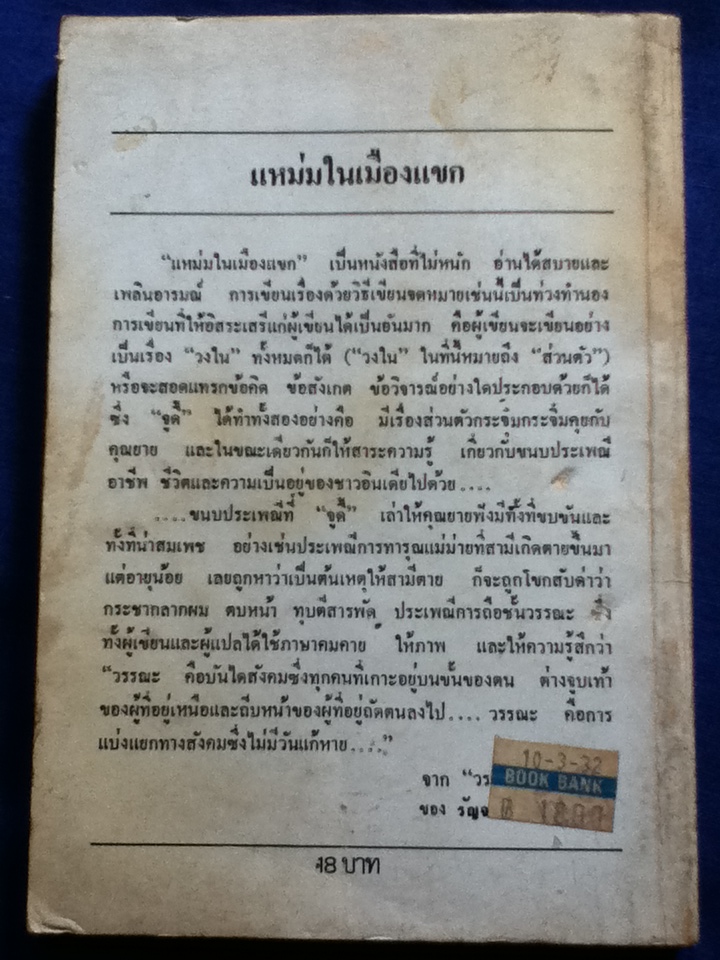 แหม่มในเมืองแขก
“แหม่มในเมืองแขก” เป็นหนังสือที่ไม่หนัก อ่านได้สบายและ
เพลินอารมณ์ การเขียนเรื่องด้วยวิธีเขียนจดหมายเช่นนี้เป็นท่วงทำนอง
การเขียนที่ให้อิสระเสรีแก่ผู้เขียนได้เป็นอันมาก คือผู้เขียนจะเขียนอย่าง
เป็นเรื่อง “วงใน” ทั้งหมดก็ได้ (“วงใน” ในที่นี้หมายถึง “ส่วนตัว”)
หรือจะสอดแทรกข้อคิด ข้อสังเกต ข้อวิจารณ์อย่างใดประกอบด้วยก็ได้
ซึ่ง “จูดี้” ได้ทำทั้งสองอย่างคือ มีเรื่องส่วนตัวกระจุ๋มกระจิ๋มคุยกับ
คุณยาย และในขณะเดียวกันก็ให้สาระความรู้ เกี่ยวกับขนบประเพณี
อาชีพ ชีวิตและความเป็นอยู่ของชาวอินเดียไปด้วย....
....ขนบประเพณีที่ “จูดี้” เล่าให้คุณยายฟังมีทั้งที่ขบขันและ
ทั้งที่น่าสมเพช อย่างเช่นประเพณีการทารุณแม่ม่ายที่สามีเกิดตายขึ้นมา
แต่อายุน้อย เลยถูกหาว่าเป็นต้นเหตุให้สามีตาย ก็จะถูกโขกสับด่าว่า
กระชากลากผม ตบหน้า ทุบตีสารพัด ประเพณีการถือชั้นวรรณะ ซึ่ง
ทั้งผู้เขียนและผู้แปลได้ใช้ภาษาคมคาย ให้ภาพ และให้ความรู้สึกว่า
“วรรณะ คือบันไดสังคมซึ่งทุกคนที่เกาะอยู่บนขั้นของตน ต่างจูบเท้า
ของผู้ที่อยู่เหนือและถีบหน้าของผู้ที่อยู่ถัดตนลงไป.... วรรณะ คือการ
แบ่งแยกทางสังคมซึ่งไม่มีวันแก้หาย....”
จาก
ของ
10-3-32
BOOK BANK
18 บาท